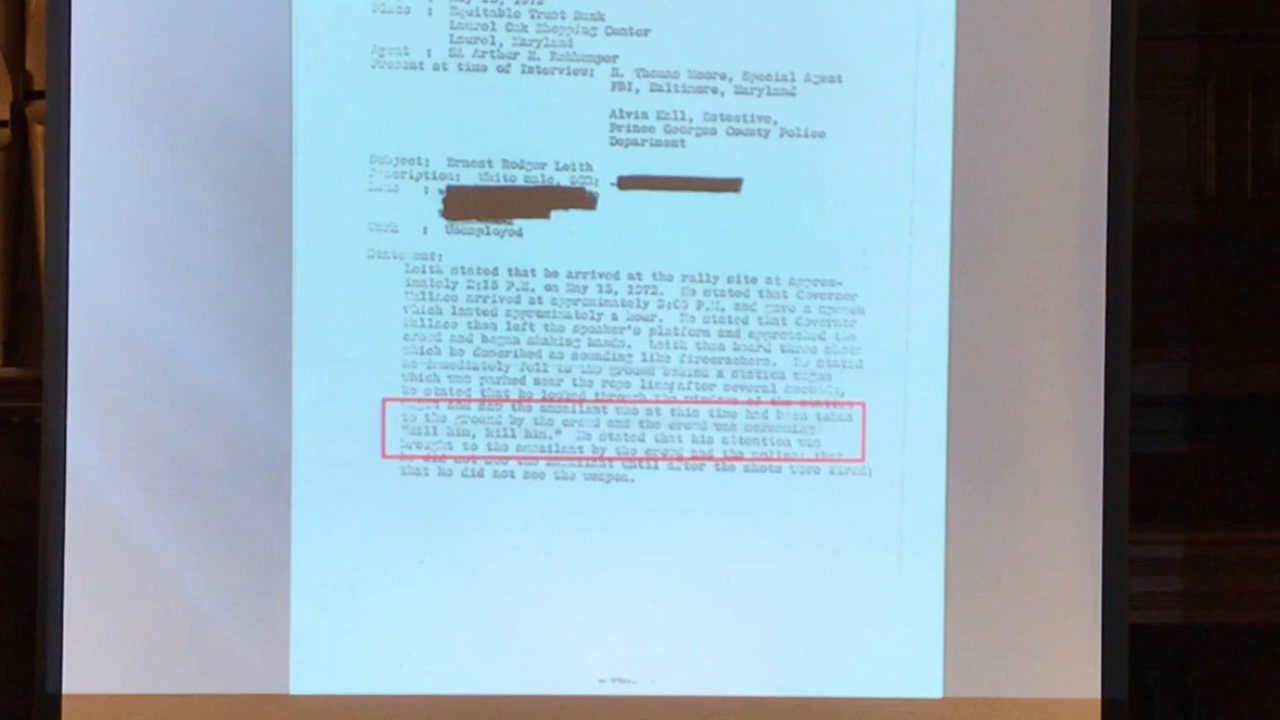 May 15, 1972
Place : Equitable Trust Bank
Laurel Oak Shopping Center
Laurel, Maryland
Agent : SA Arthur H.
Present at time of Interview: H. Thomas Moore, Special Agent
FBI, Baltimore, Maryland
Alvin Hall, Detective,
Prince Georges County Police
Department
Subject: Ernest Rodger Leith
Description: White male, DOB:
: Unemployed
Statement:
Leith stated that he arrived at the rally site at approx-
imately 2:15 P.M. on May 15, 1972. He stated that Governor
Wallace arrived at approximately P.M. and gave a speech
which lasted approximately a hour. He stated that Governor
Wallace then left the speaker's platform and approached the
crowd and began shaking hands. Leith then heard three shots
which he described as sounding like firecrackers. He stated
he immediately fell to the ground behind a station wagon
which was parked near the rope line; after several seconds,
he stated that he looked through the window of the station
wagon and saw the assailant who at this time had been taken
to the ground by the crowd and the crowd was screaming
"kill him, kill him." He stated that his attention was
brought to the assailant by the crowd and the police; that
he did not see the assailant until after the shots were fired;
that he did not see the weapon.